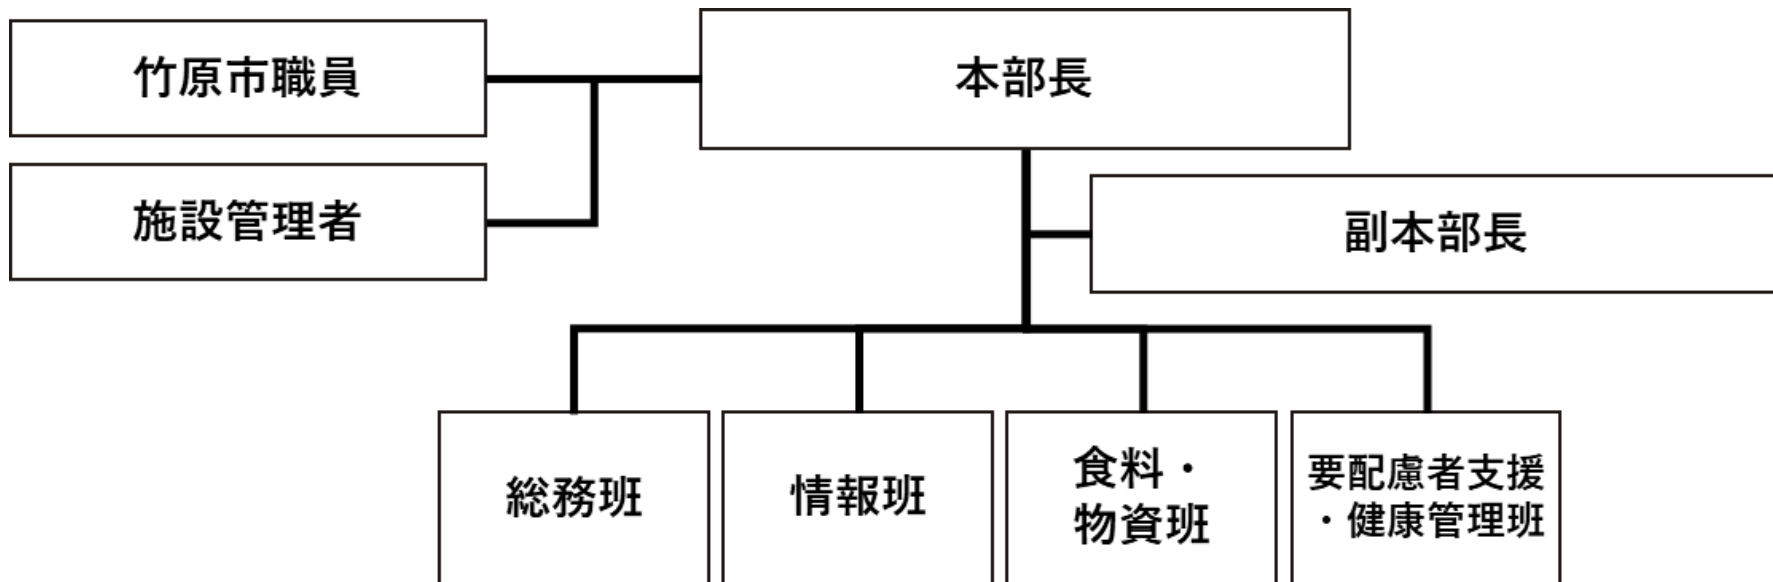 竹原市職員
本部長
施設管理者
副本部長
総務班
情報班
食料・
物資班
要配慮者支援
・健康管理班